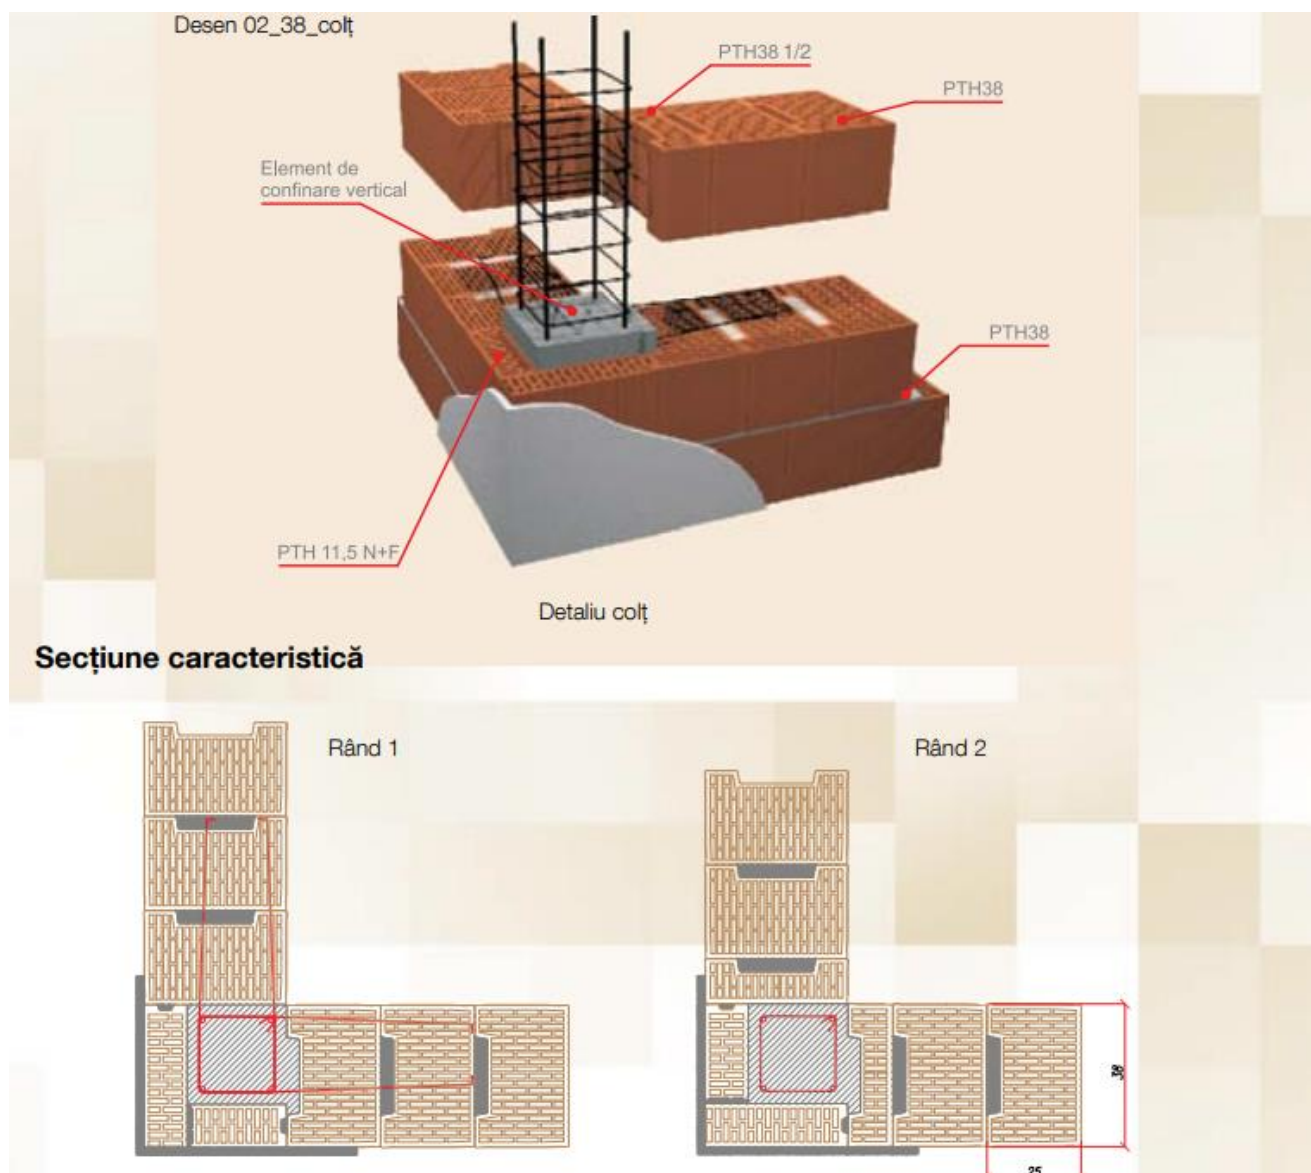 Desen 02_38_colț
PTH38 1/2
PTH38
Element de
confinare vertical
PTH38
PTH 11,5 N+F
Detaliu colț
Secțiune caracteristică
Rând 1
Rând 2
38
25